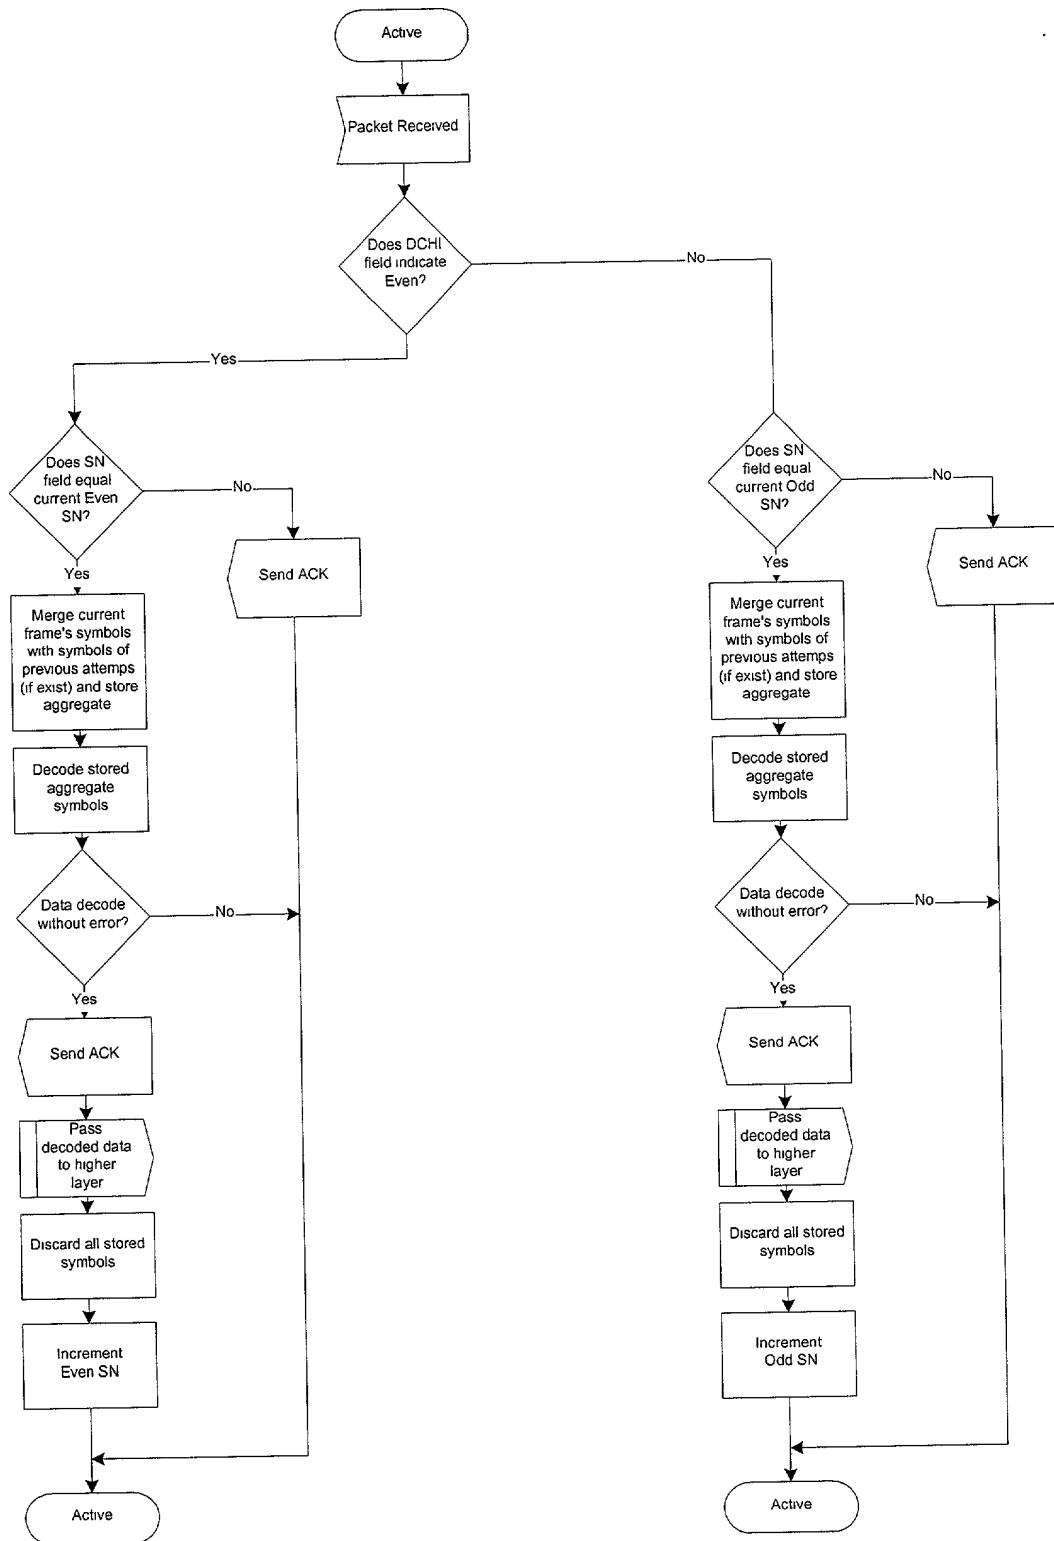 Active
Packet Received
Does DCHI
field indicate
Even?
No
Yes
Does SN
field equal
current Even
SN?
No
Send ACK
Yes
Merge current
frame's symbols
with symbols of
previous attemps
(if exist) and store
aggregate
Decode stored
aggregate
symbols
Data decode
without error?
No
Yes
Send ACK
Pass
decoded data
to higher
layer
Discard all stored
symbols
Increment
Even SN
Active
Does SN
field equal
current Odd
SN?
No
Send ACK
Yes
Merge current
frame's symbols
with symbols of
previous attemps
(if exist) and store
aggregate
Decode stored
aggregate
symbols
Data decode
without error?
No
Yes
Send ACK
Pass
decoded data
to higher
layer
Discard all stored
symbols
Increment
Odd SN
Active